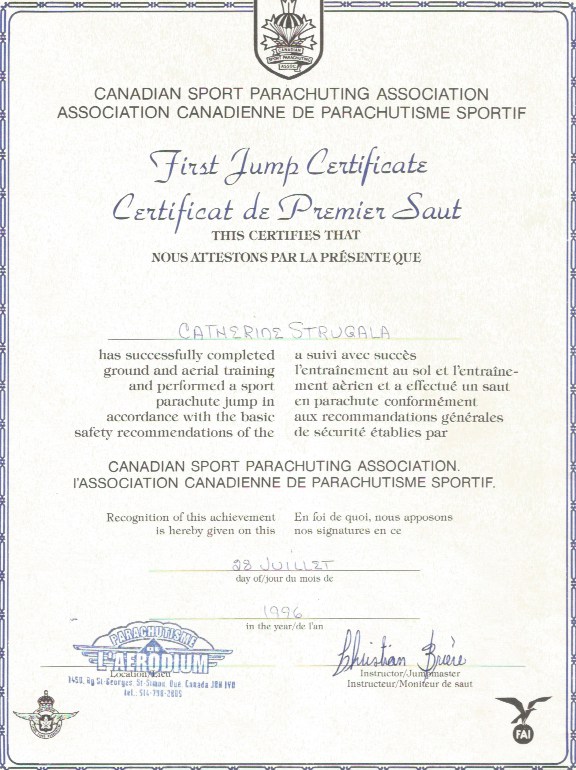 CANADIAN
SPORT PARACHUTING
ASSOC.
CANADIAN SPORT PARACHUTING ASSOCIATION
ASSOCIATION CANADIENNE DE PARACHUTISME SPORTIF
First Jump Certificate
Certificat de Premier Saut
THIS CERTIFIES THAT
NOUS ATTESTONS PAR LA PRÉSENTE QUE
CATHERINE STRUGALA
has successfully completed
ground and aerial training
and performed a sport
parachute jump in
accordance with the basic
safety recommendations of the
a suivi avec succès
l'entraînement au sol et l'entraîne-
ment aèrien et a effectué un saut
en parachute conformément
aux recommandations générales
de sécurité établies par
CANADIAN SPORT PARACHUTING ASSOCIATION.
l'ASSOCIATION CANADIENNE DE PARACHUTISME SPORTIF.
Recognition of this achievement
is hereby given on this
En foi de quoi, nous apposons
nos signatures en ce
28 JUILLET
day of/jour du mois de
1996
in the year/de l'an
PARACHUTISME
DE
L'AÉRODIUM
Location/Lieu
1450, Rg St-Georges St-Simon Qué. Canada J0H 1Y0
tél.: 514-798-2005
Christian Brière
Instructor/Jumpmaster
Instructeur/Moniteur de saut
FAI